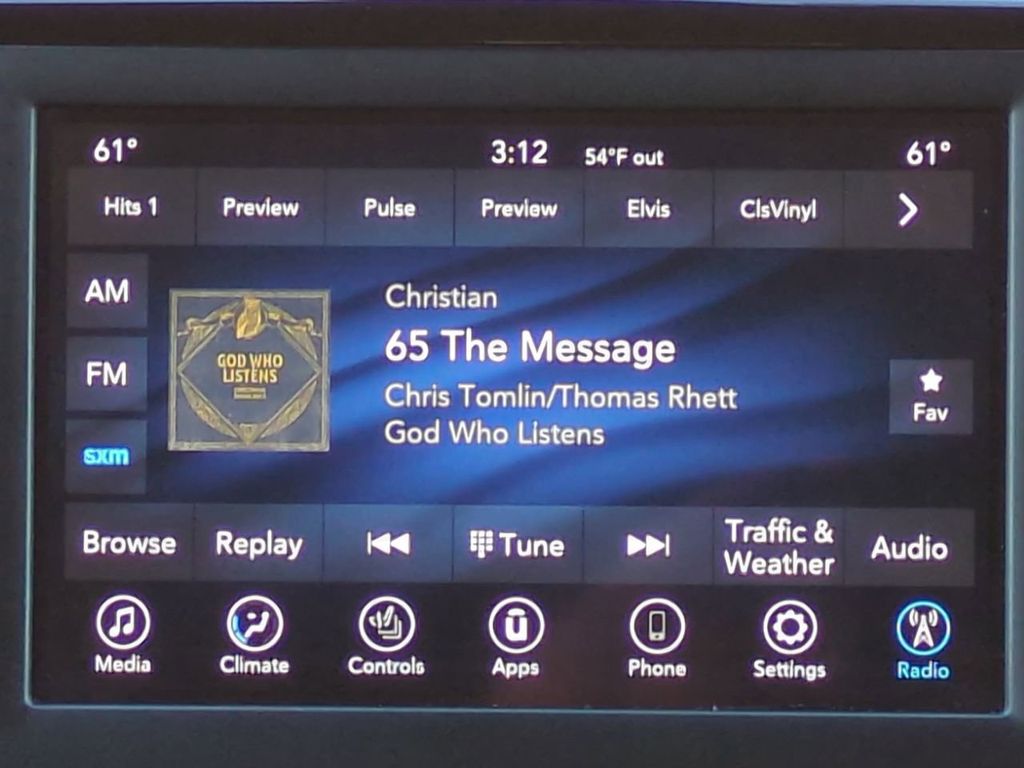 61° 3:12 54°F out 61°
Hits 1 Preview Pulse Preview Elvis ClsVinyl
AM
FM
sxm
GOD WHO
LISTENS
Christian
65 The Message
Chris Tomlin/Thomas Rhett
God Who Listens
Fav
Browse Replay Tune Traffic & Weather Audio
Media Climate Controls Apps Phone Settings Radio